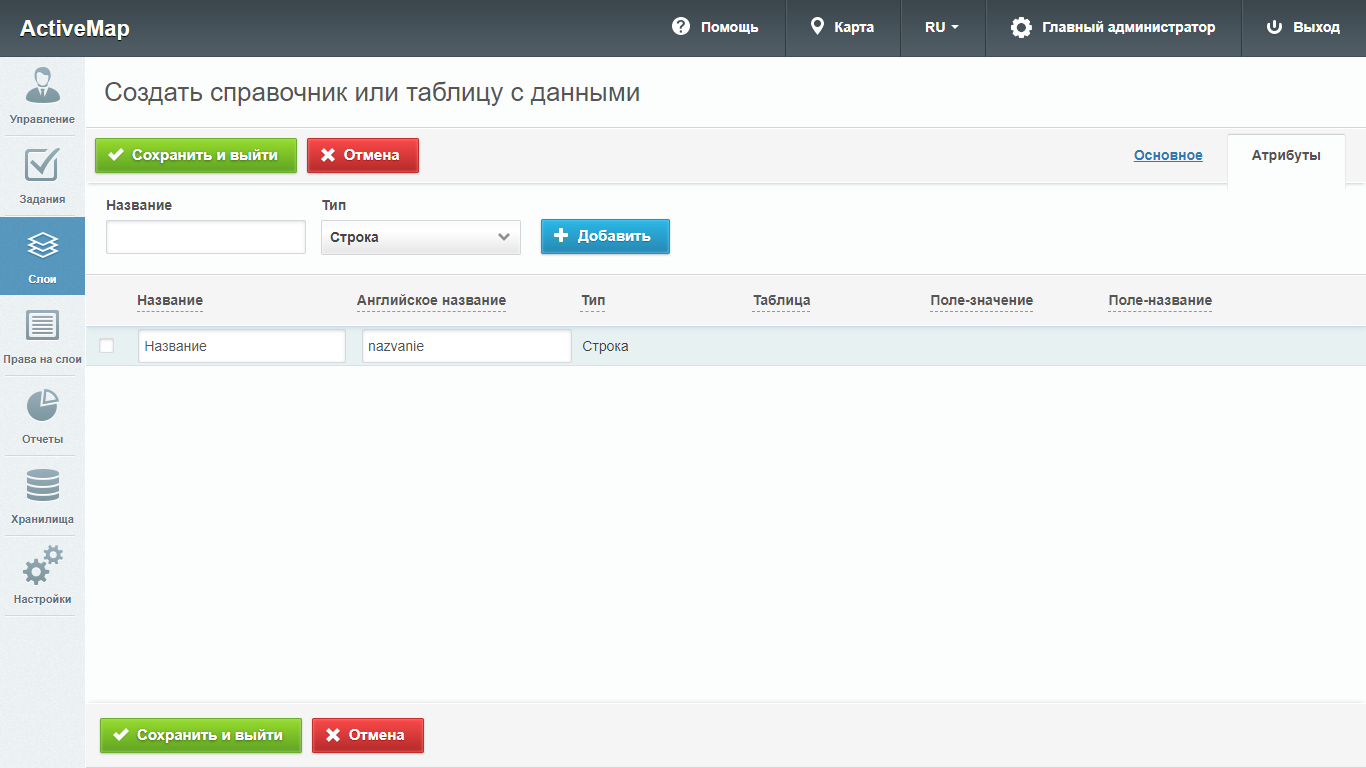 ActiveMap
Помощь
Карта
RU
Главный администратор
Выход
Управление
Задания
Слои
Права на слои
Отчеты
Хранилища
Настройки
Создать справочник или таблицу с данными
Сохранить и выйти
Отмена
Основное
Атрибуты
Название
Тип
Строка
Добавить
Название
Английское название
Тип
Таблица
Поле-значение
Поле-название
Название
nazvanie
Строка
Сохранить и выйти
Отмена